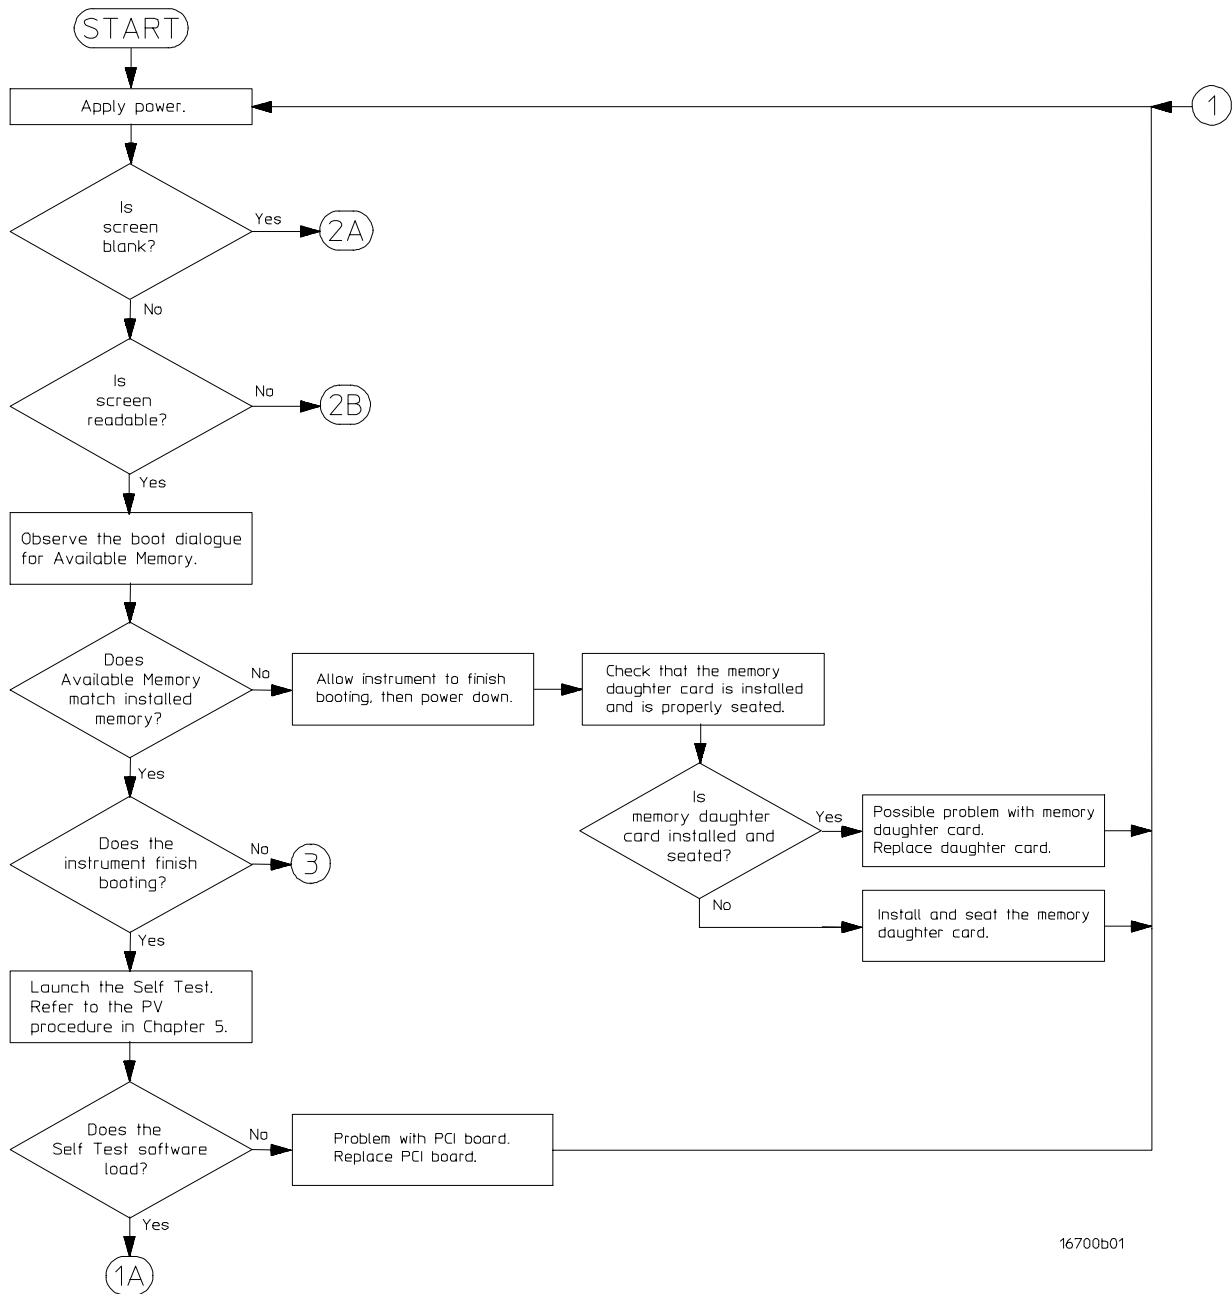 START
Apply power.
1
Is
screen
blank?
Yes
2A
No
Is
screen
readable?
No
2B
Yes
Observe the boot dialogue
for Available Memory.
Does
Available Memory
match installed
memory?
No
Allow instrument to finish
booting, then power down.
Check that the memory
daughter card is installed
and is properly seated.
Yes
Is
memory daughter
card installed and
seated?
Yes
Possible problem with memory
daughter card.
Replace daughter card.
No
Install and seat the memory
daughter card.
Does the
instrument finish
booting?
No
3
Yes
Launch the Self Test.
Refer to the PV
procedure in Chapter 5.
Does the
Self Test software
load?
No
Problem with PCI board.
Replace PCI board.
Yes
1A
16700b01